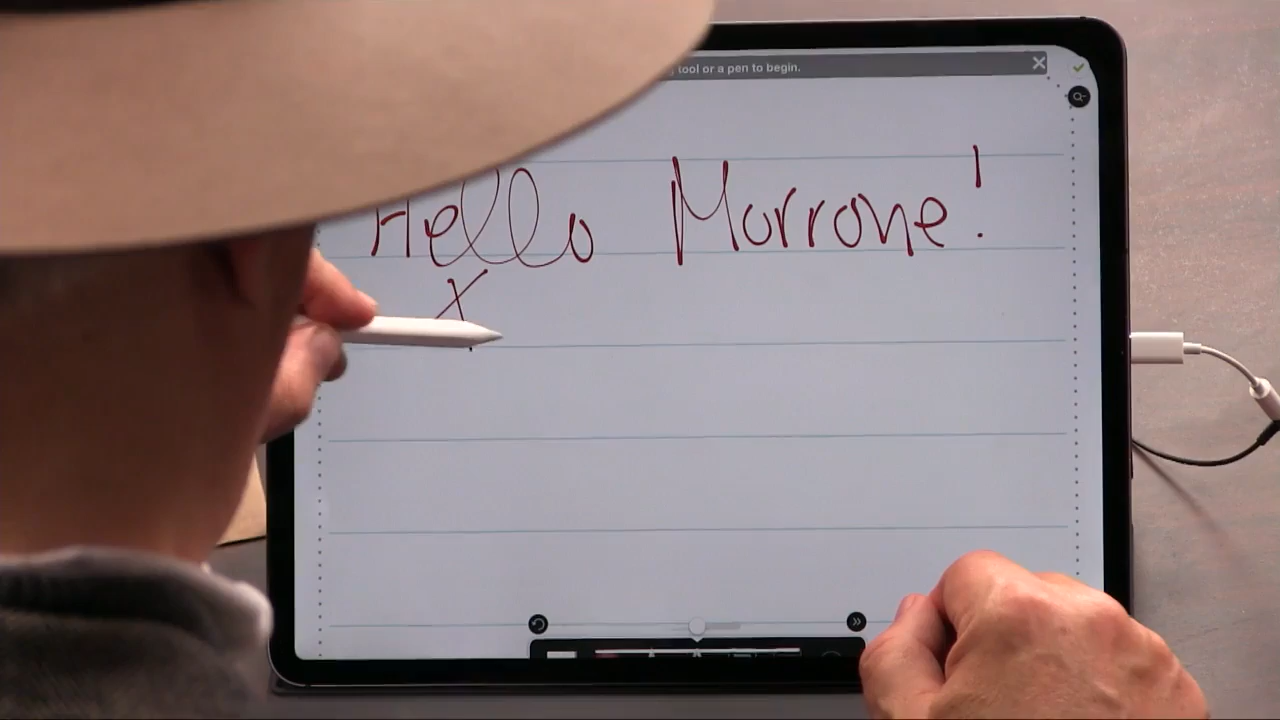 tool or a pen to begin.
Hello Morrone!
x